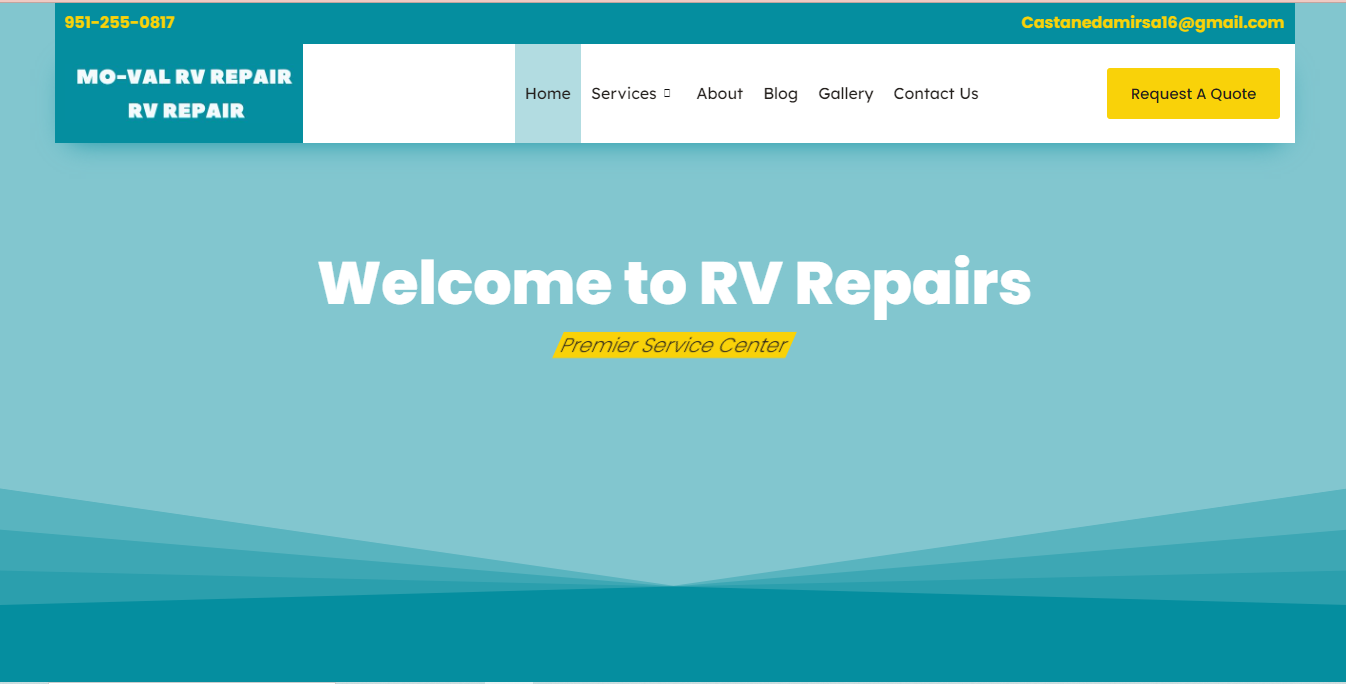 951-255-0817 Castanedamirsa16@gmail.com
MO-VAL RV REPAIR
RV REPAIR
Home Services About Blog Gallery Contact Us Request A Quote
Welcome to RV Repairs
Premier Service Center